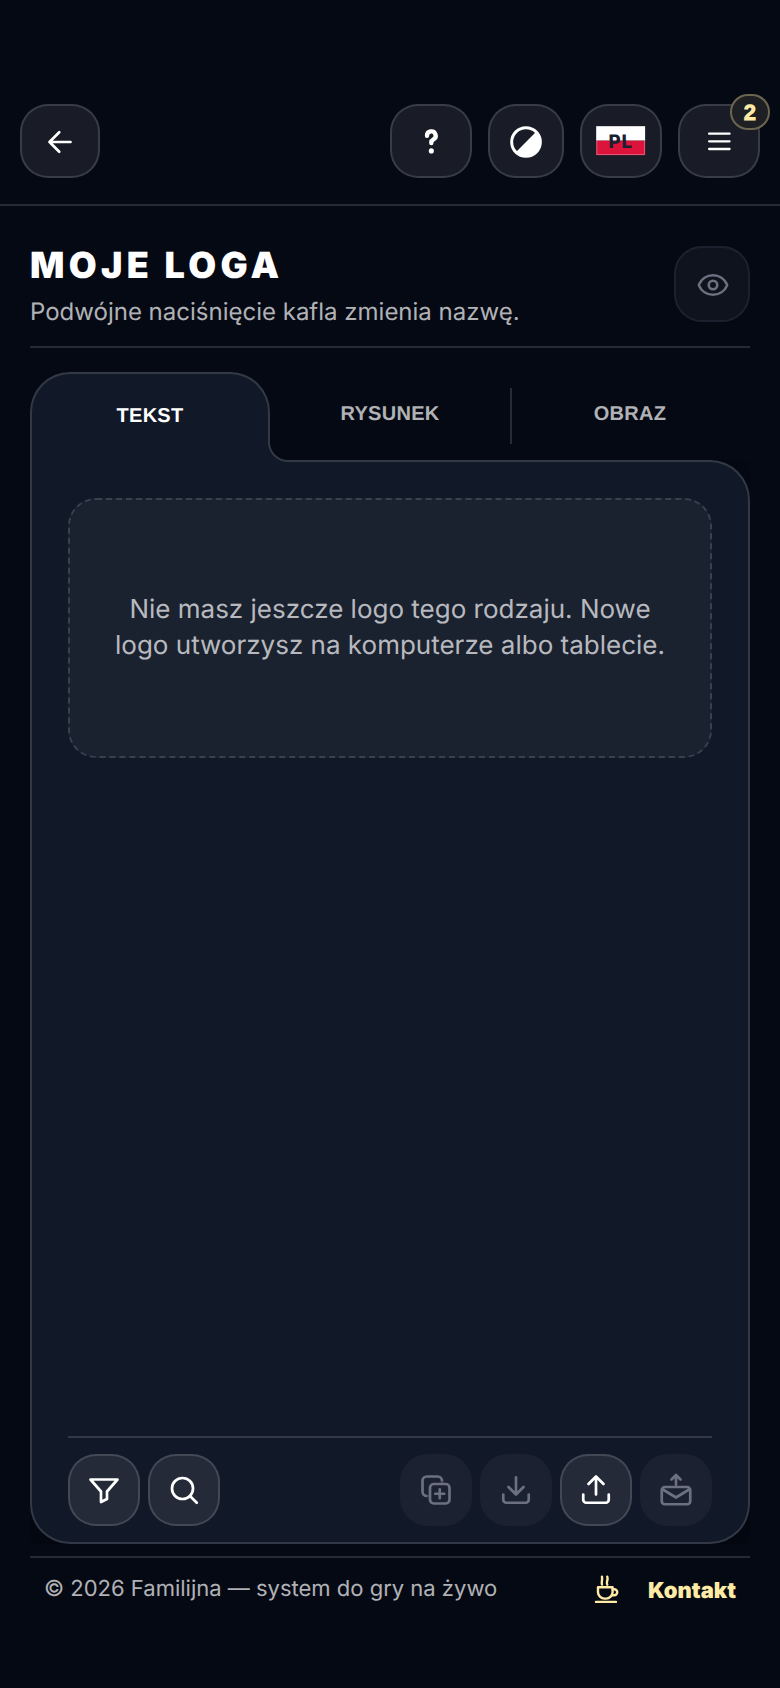 ?
PL
2
MOJE LOGA
Podwójne naciśnięcie kafla zmienia nazwę.
TEKST
RYSUNEK
OBRAZ
Nie masz jeszcze logo tego rodzaju. Nowe
logo utworzysz na komputerze albo tablecie.
© 2026 Familijna — system do gry na żywo
Kontakt